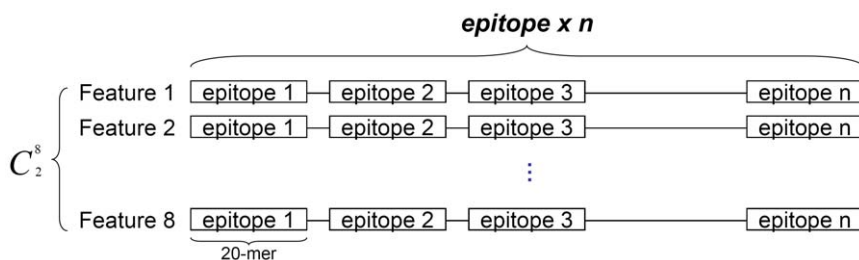 epitope x n
Feature 1 epitope 1 epitope 2 epitope 3 epitope n
Feature 2 epitope 1 epitope 2 epitope 3 epitope n
C 8 2
Feature 8 epitope 1 epitope 2 epitope 3 epitope n
20-mer